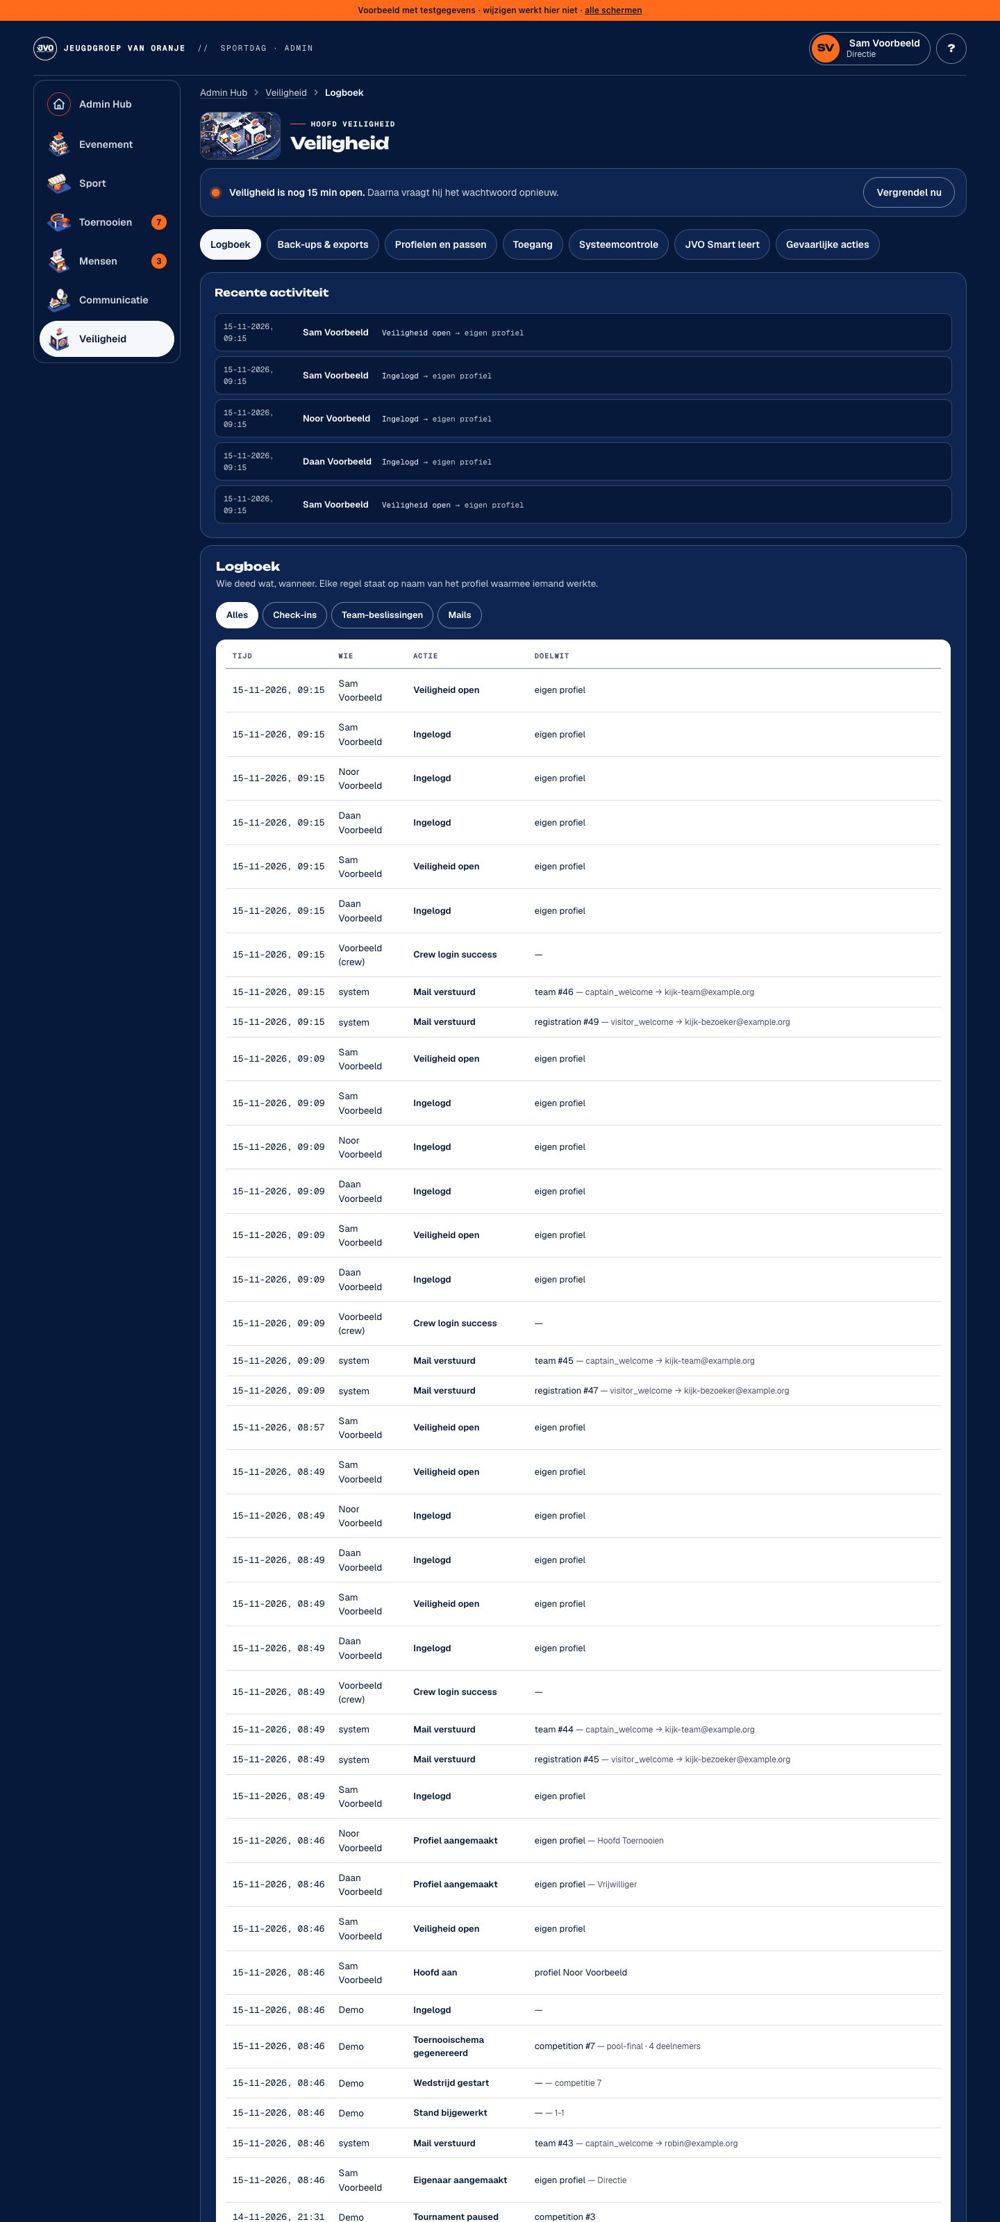 Voorbeeld met testgegevens · wijzigen werkt hier niet · alle schermen
JVO JEUGDGROEP VAN ORANJE // SPORTDAG · ADMIN
SV Sam Voorbeeld
Directie
?
Admin Hub
Evenement
Sport
Toernooien 7
Mensen 3
Communicatie
Veiligheid
Admin Hub > Veiligheid > Logboek
HOOFD VEILIGHEID
Veiligheid
Veiligheid is nog 15 min open. Daarna vraagt hij het wachtwoord opnieuw.
Vergrendel nu
Logboek Back-ups & exports Profielen en passen Toegang Systeemcontrole JVO Smart leert Gevaarlijke acties
Recente activiteit
15-11-2026, 09:15 Sam Voorbeeld Veiligheid open → eigen profiel
15-11-2026, 09:15 Sam Voorbeeld Ingelogd → eigen profiel
15-11-2026, 09:15 Noor Voorbeeld Ingelogd → eigen profiel
15-11-2026, 09:15 Daan Voorbeeld Ingelogd → eigen profiel
15-11-2026, 09:15 Sam Voorbeeld Veiligheid open → eigen profiel
Logboek
Wie deed wat, wanneer. Elke regel staat op naam van het profiel waarmee iemand werkte.
Alles Check-ins Team-beslissingen Mails
TIJD WIE ACTIE DOELWIT
15-11-2026, 09:15 Sam Voorbeeld Veiligheid open eigen profiel
15-11-2026, 09:15 Sam Voorbeeld Ingelogd eigen profiel
15-11-2026, 09:15 Noor Voorbeeld Ingelogd eigen profiel
15-11-2026, 09:15 Daan Voorbeeld Ingelogd eigen profiel
15-11-2026, 09:15 Sam Voorbeeld Veiligheid open eigen profiel
15-11-2026, 09:15 Daan Voorbeeld Ingelogd eigen profiel
15-11-2026, 09:15 Voorbeeld (crew) Crew login success —
15-11-2026, 09:15 system Mail verstuurd team #46 — captain_welcome → kijk-team@example.org
15-11-2026, 09:15 system Mail verstuurd registration #49 — visitor_welcome → kijk-bezoeker@example.org
15-11-2026, 09:09 Sam Voorbeeld Veiligheid open eigen profiel
15-11-2026, 09:09 Sam Voorbeeld Ingelogd eigen profiel
15-11-2026, 09:09 Noor Voorbeeld Ingelogd eigen profiel
15-11-2026, 09:09 Daan Voorbeeld Ingelogd eigen profiel
15-11-2026, 09:09 Sam Voorbeeld Veiligheid open eigen profiel
15-11-2026, 09:09 Daan Voorbeeld Ingelogd eigen profiel
15-11-2026, 09:09 Voorbeeld (crew) Crew login success —
15-11-2026, 09:09 system Mail verstuurd team #45 — captain_welcome → kijk-team@example.org
15-11-2026, 09:09 system Mail verstuurd registration #47 — visitor_welcome → kijk-bezoeker@example.org
15-11-2026, 08:57 Sam Voorbeeld Veiligheid open eigen profiel
15-11-2026, 08:49 Sam Voorbeeld Veiligheid open eigen profiel
15-11-2026, 08:49 Noor Voorbeeld Ingelogd eigen profiel
15-11-2026, 08:49 Daan Voorbeeld Ingelogd eigen profiel
15-11-2026, 08:49 Sam Voorbeeld Veiligheid open eigen profiel
15-11-2026, 08:49 Daan Voorbeeld Ingelogd eigen profiel
15-11-2026, 08:49 Voorbeeld (crew) Crew login success —
15-11-2026, 08:49 system Mail verstuurd team #44 — captain_welcome → kijk-team@example.org
15-11-2026, 08:49 system Mail verstuurd registration #45 — visitor_welcome → kijk-bezoeker@example.org
15-11-2026, 08:49 Sam Voorbeeld Ingelogd eigen profiel
15-11-2026, 08:46 Noor Voorbeeld Profiel aangemaakt eigen profiel — Hoofd Toernooien
15-11-2026, 08:46 Daan Voorbeeld Profiel aangemaakt eigen profiel — Vrijwilliger
15-11-2026, 08:46 Sam Voorbeeld Veiligheid open eigen profiel
15-11-2026, 08:46 Sam Voorbeeld Hoofd aan profiel Noor Voorbeeld
15-11-2026, 08:46 Demo Ingelogd —
15-11-2026, 08:46 Demo Toernooischema gegenereerd competition #7 — pool-final · 4 deelnemers
15-11-2026, 08:46 Demo Wedstrijd gestart — — competitie 7
15-11-2026, 08:46 Demo Stand bijgewerkt — — 1-1
15-11-2026, 08:46 system Mail verstuurd team #43 — captain_welcome → robin@example.org
15-11-2026, 08:46 Sam Voorbeeld Eigenaar aangemaakt eigen profiel — Directie
14-11-2026, 21:31 Demo Tournament paused competition #3